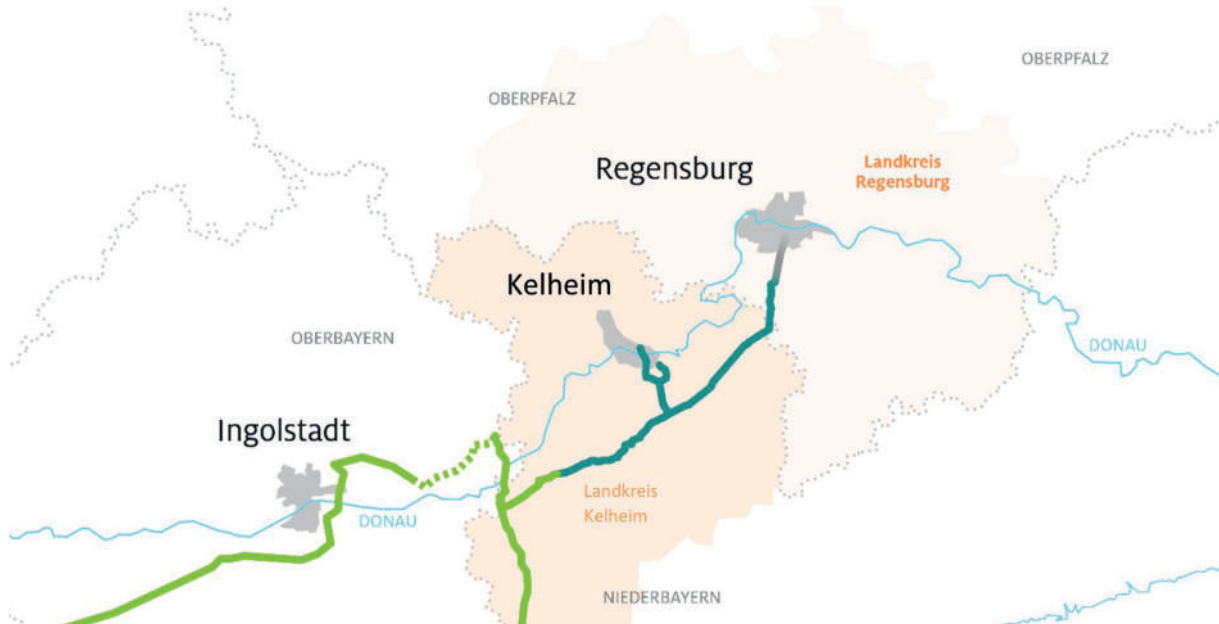 OBERPFALZ
OBERPFALZ
Regensburg
Landkreis
Regensburg
Kelheim
OBERBAYERN
DONAU
Ingolstadt
Landkreis
Kelheim
DONAU
NIEDERBAYERN